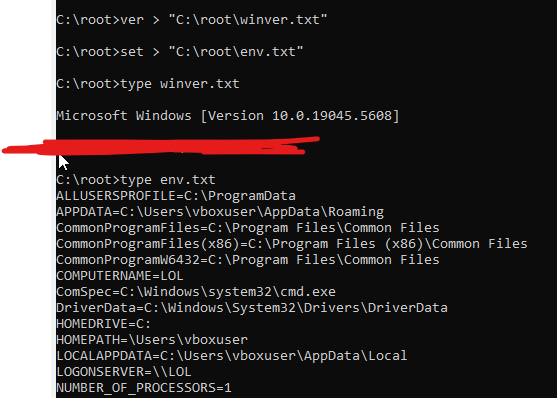 C:\root>ver > "C:\root\winver.txt"
C:\root>set > "C:\root\env.txt"
C:\root>type winver.txt
Microsoft Windows [Version 10.0.19045.5608]
C:\root>type env.txt
ALLUSERSPROFILE=C:\ProgramData
APPDATA=C:\Users\vboxuser\AppData\Roaming
CommonProgramFiles=C:\Program Files\Common Files
CommonProgramFiles(x86)=C:\Program Files (x86)\Common Files
CommonProgramW6432=C:\Program Files\Common Files
COMPUTERNAME=LOL
ComSpec=C:\Windows\system32\cmd.exe
DriverData=C:\Windows\System32\Drivers\DriverData
HOMEDRIVE=C:
HOMEPATH=\Users\vboxuser
LOCALAPPDATA=C:\Users\vboxuser\AppData\Local
LOGONSERVER=\\LOL
NUMBER_OF_PROCESSORS=1